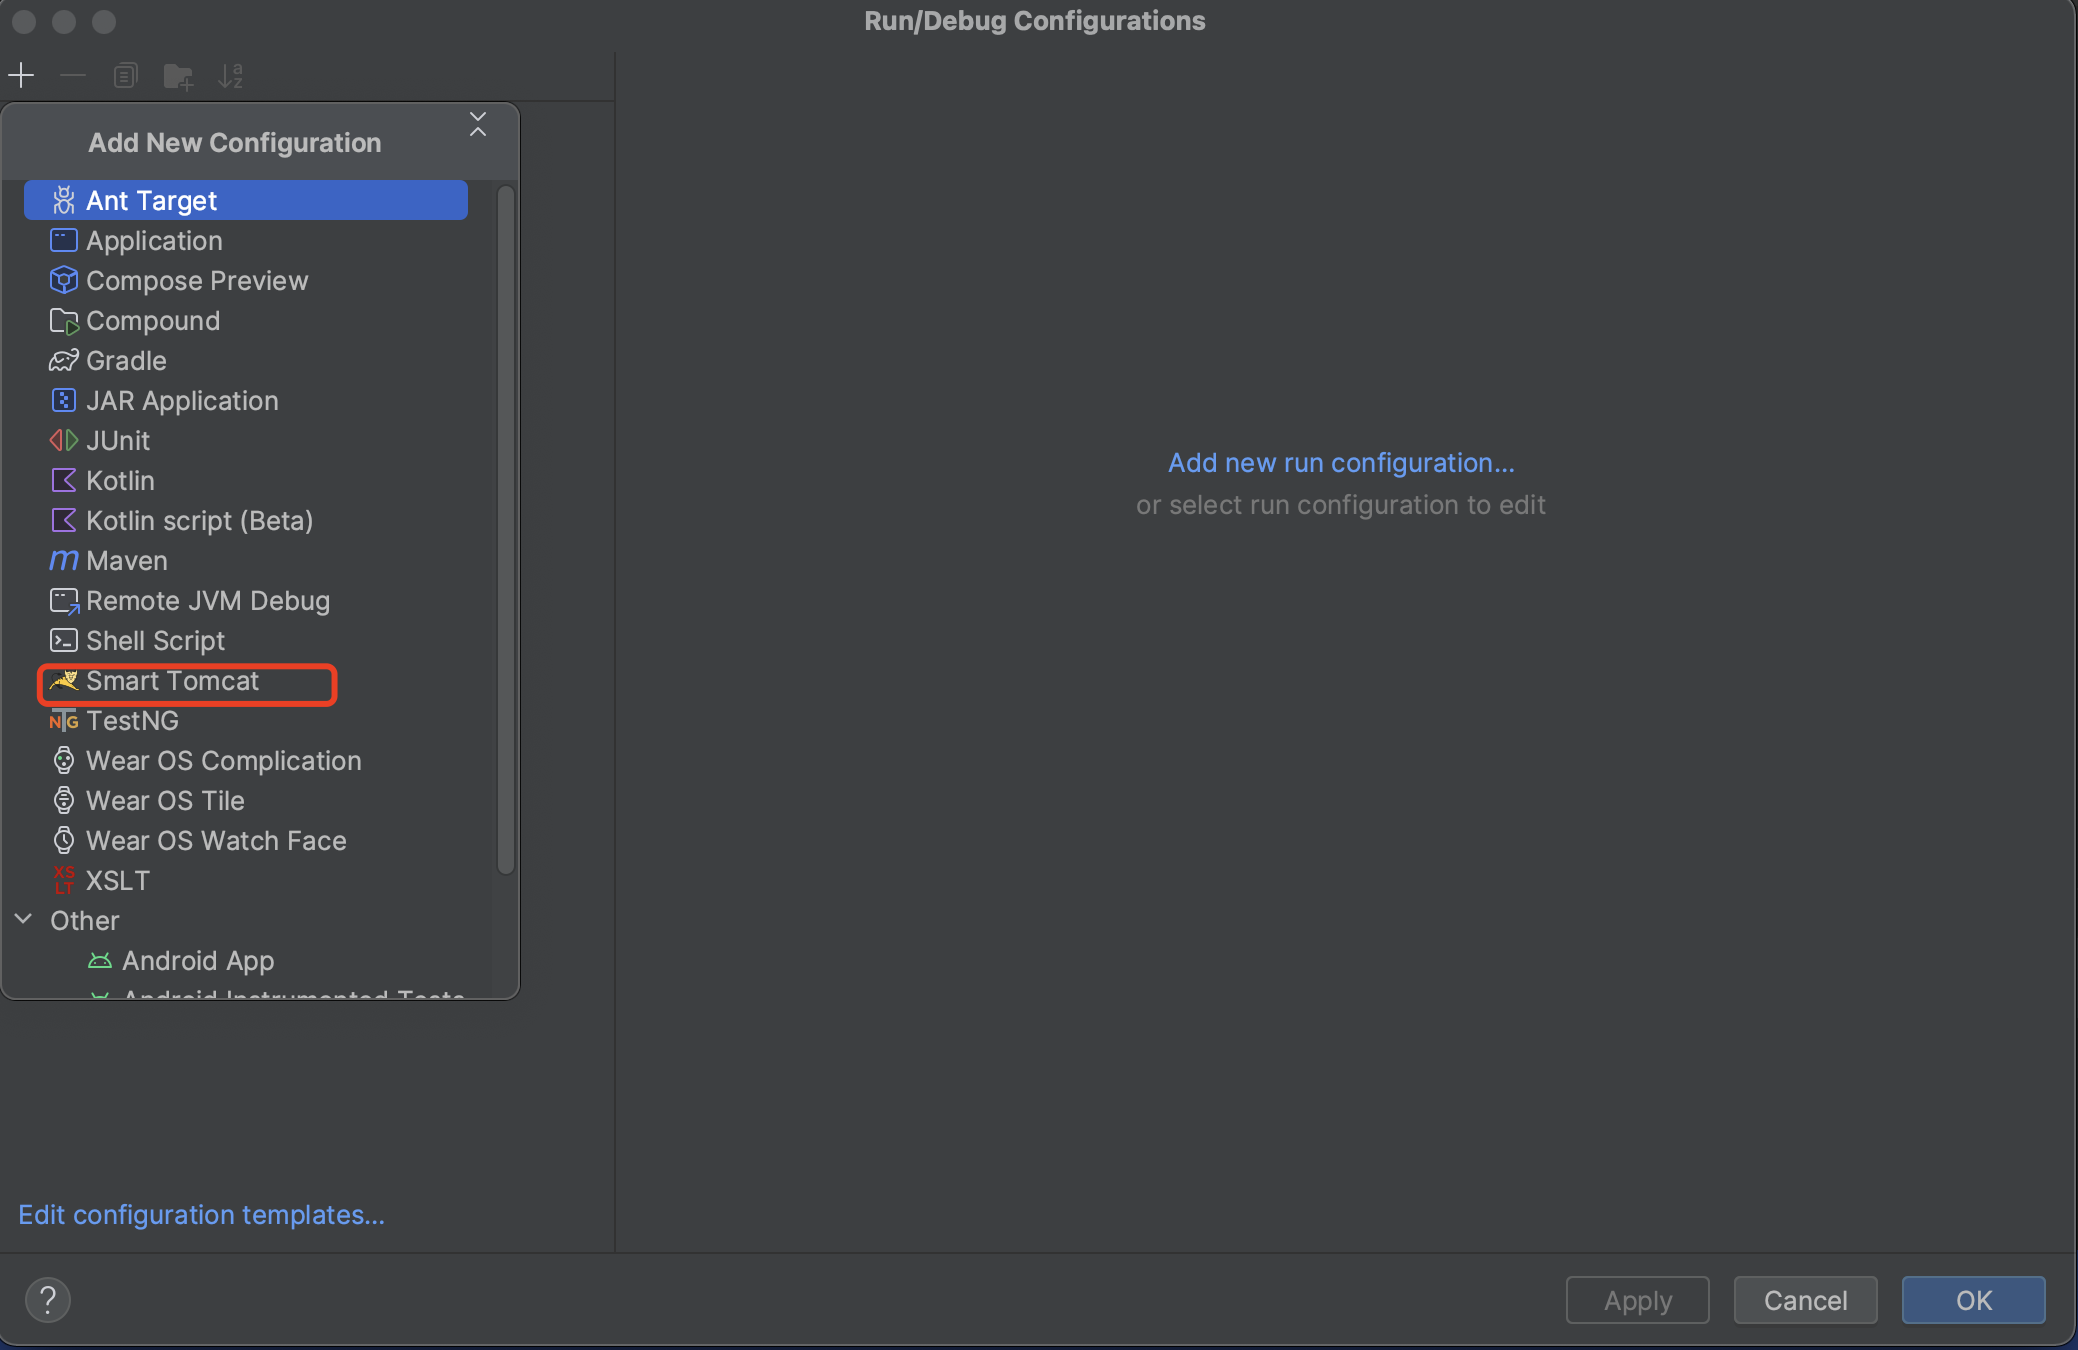 Run/Debug Configurations
Add New Configuration
Ant Target
Application
Compose Preview
Compound
Gradle
JAR Application
JUnit
Kotlin
Kotlin script (Beta)
Maven
Remote JVM Debug
Shell Script
Smart Tomcat
TestNG
Wear OS Complication
Wear OS Tile
Wear OS Watch Face
XSLT
Other
Android App
Android Instrumented Tests
Add new run configuration...
or select run configuration to edit
Edit configuration templates...
?
Apply
Cancel
OK